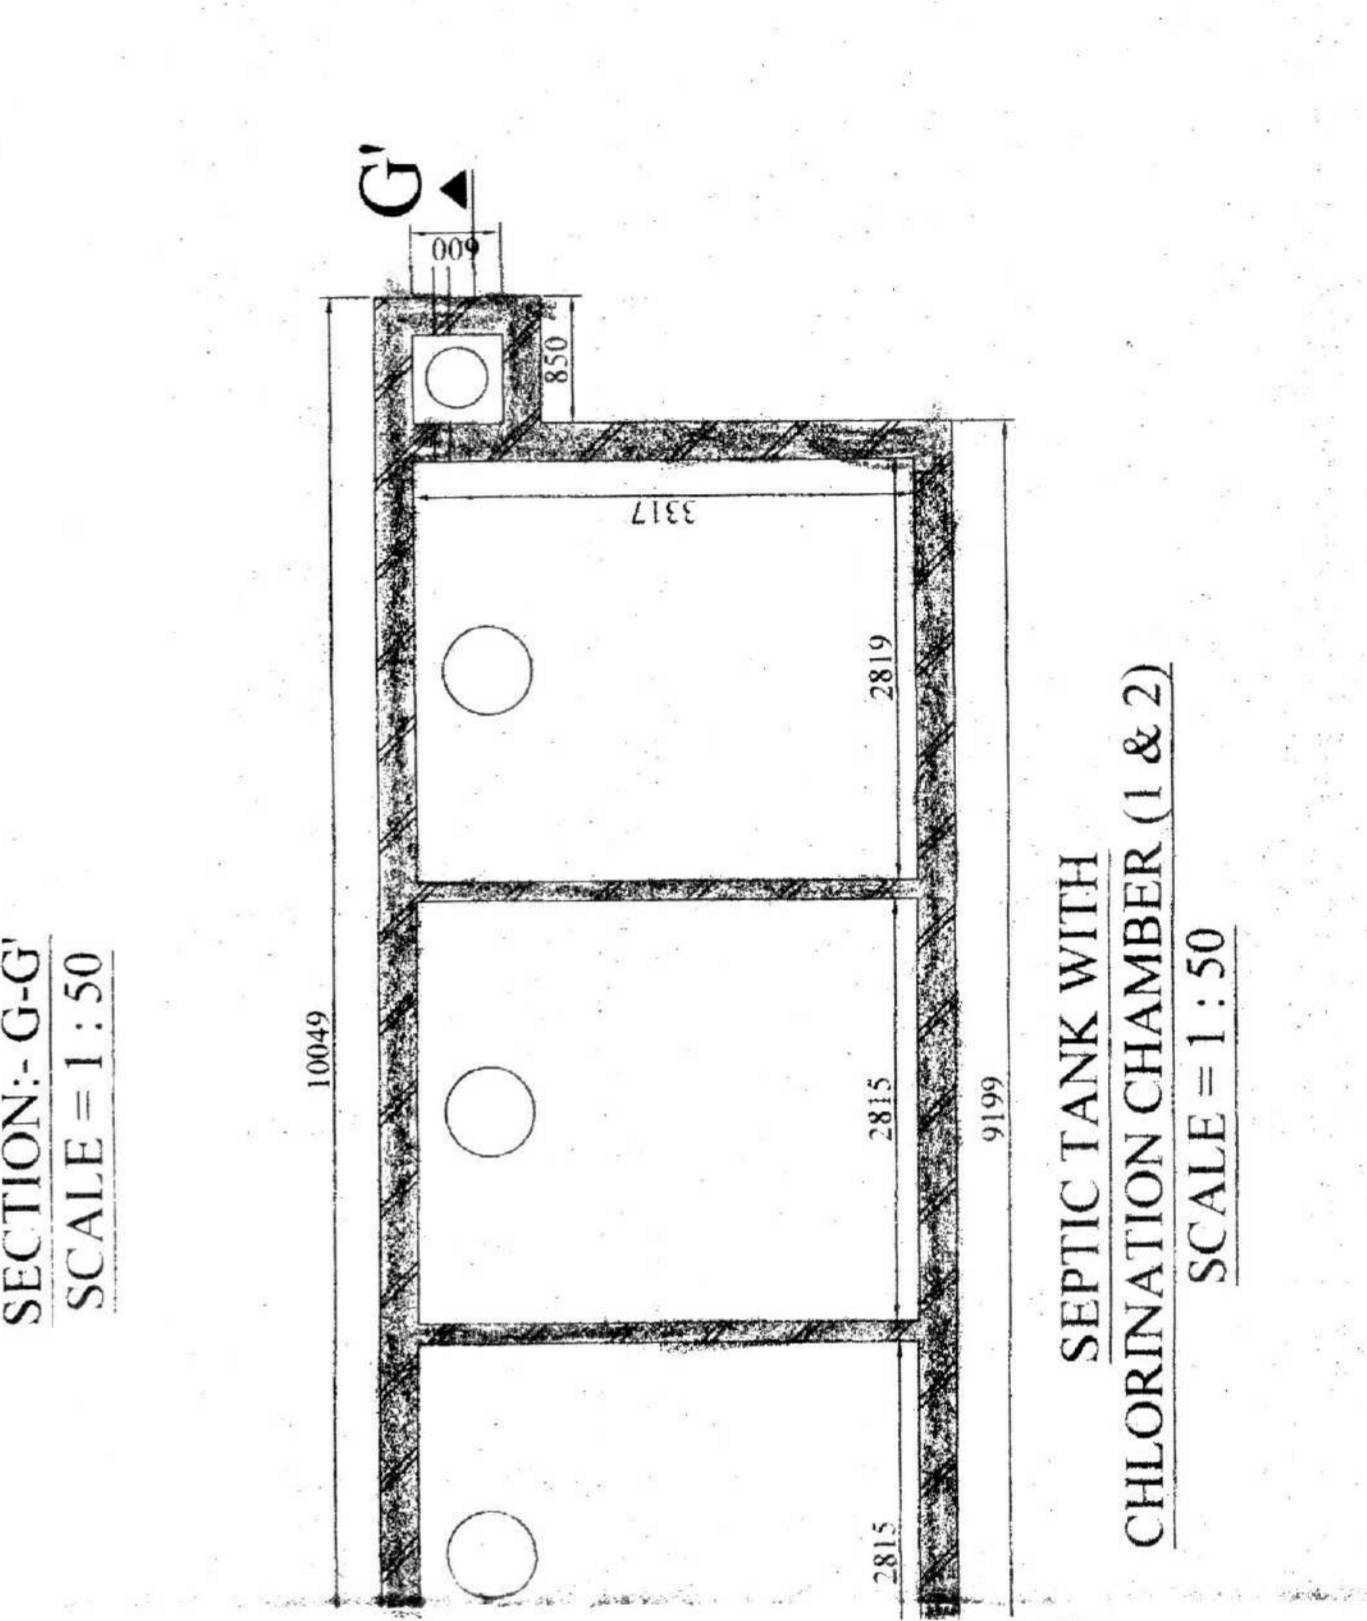 SECTION:- G-G'
SCALE = 1 : 50
G'
600
850
10049
3317
2819
2815
2815
9199
SEPTIC TANK WITH
CHLORINATION CHAMBER (1 & 2)
SCALE = 1 : 50